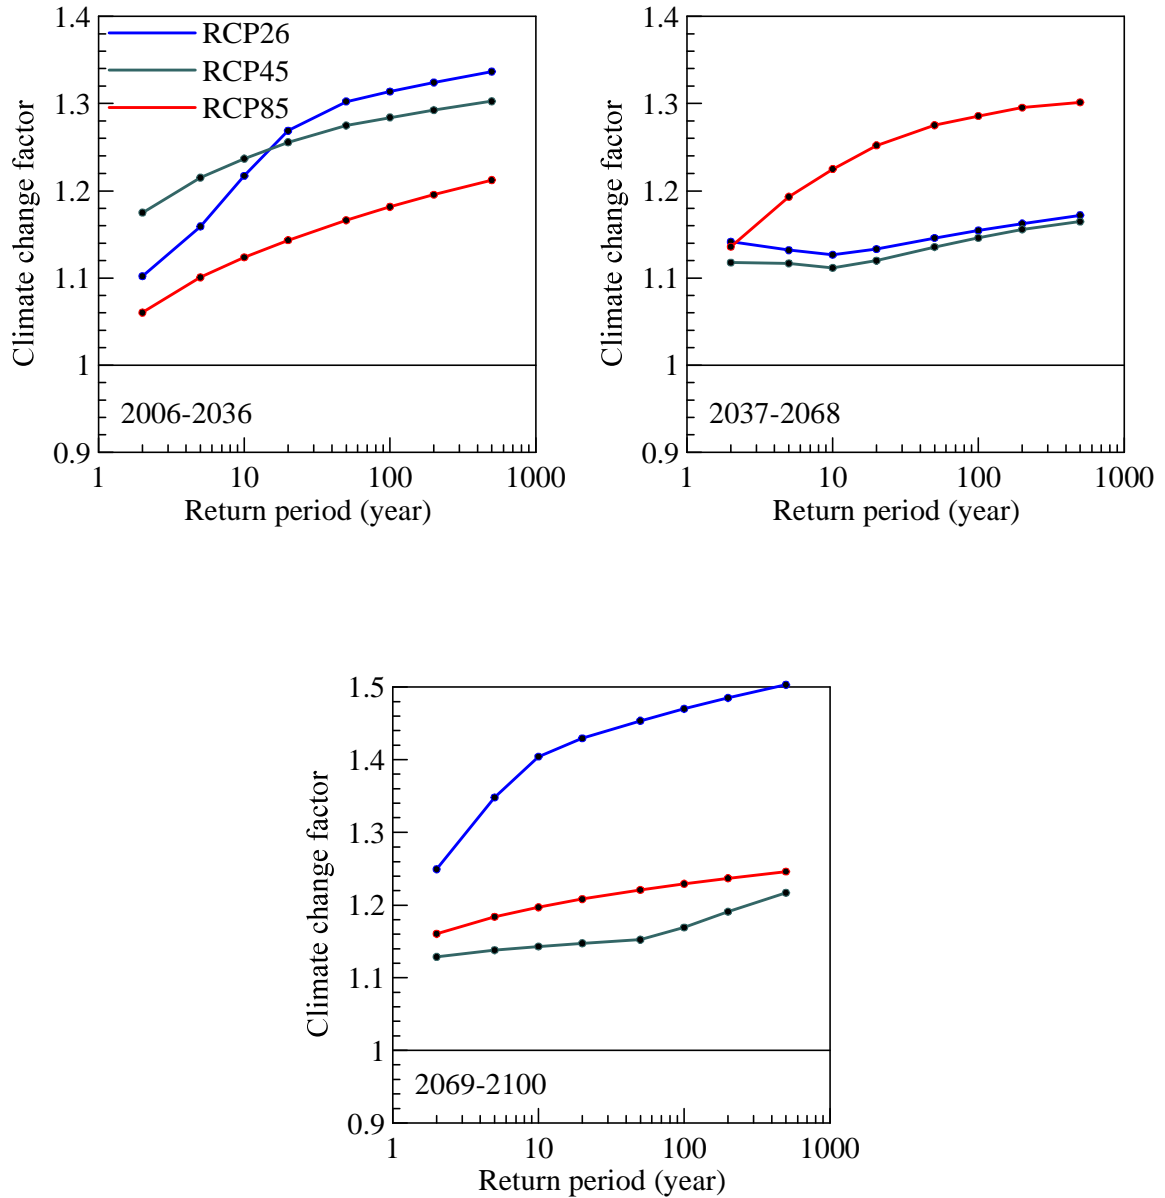 1.4
RCP26
RCP45
1.3
RCP85
1.2
1.1
1
2006-2036
0.9
1 10 100 1000
Climate change factor
Return period (year)
1.4
1.3
1.2
1.1
1
2037-2068
0.9
1 10 100 1000
Climate change factor
Return period (year)
1.5
1.4
1.3
1.2
1.1
1
2069-2100
0.9
1 10 100 1000
Climate change factor
Return period (year)